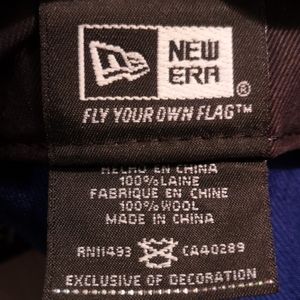 NEW
ERA®
FLY YOUR OWN FLAG™
HECHO EN CHINA
100% LAINE
FABRIQUE EN CHINE
100% WOOL
MADE IN CHINA
RN11493 CA40289
EXCLUSIVE OF DECORATION